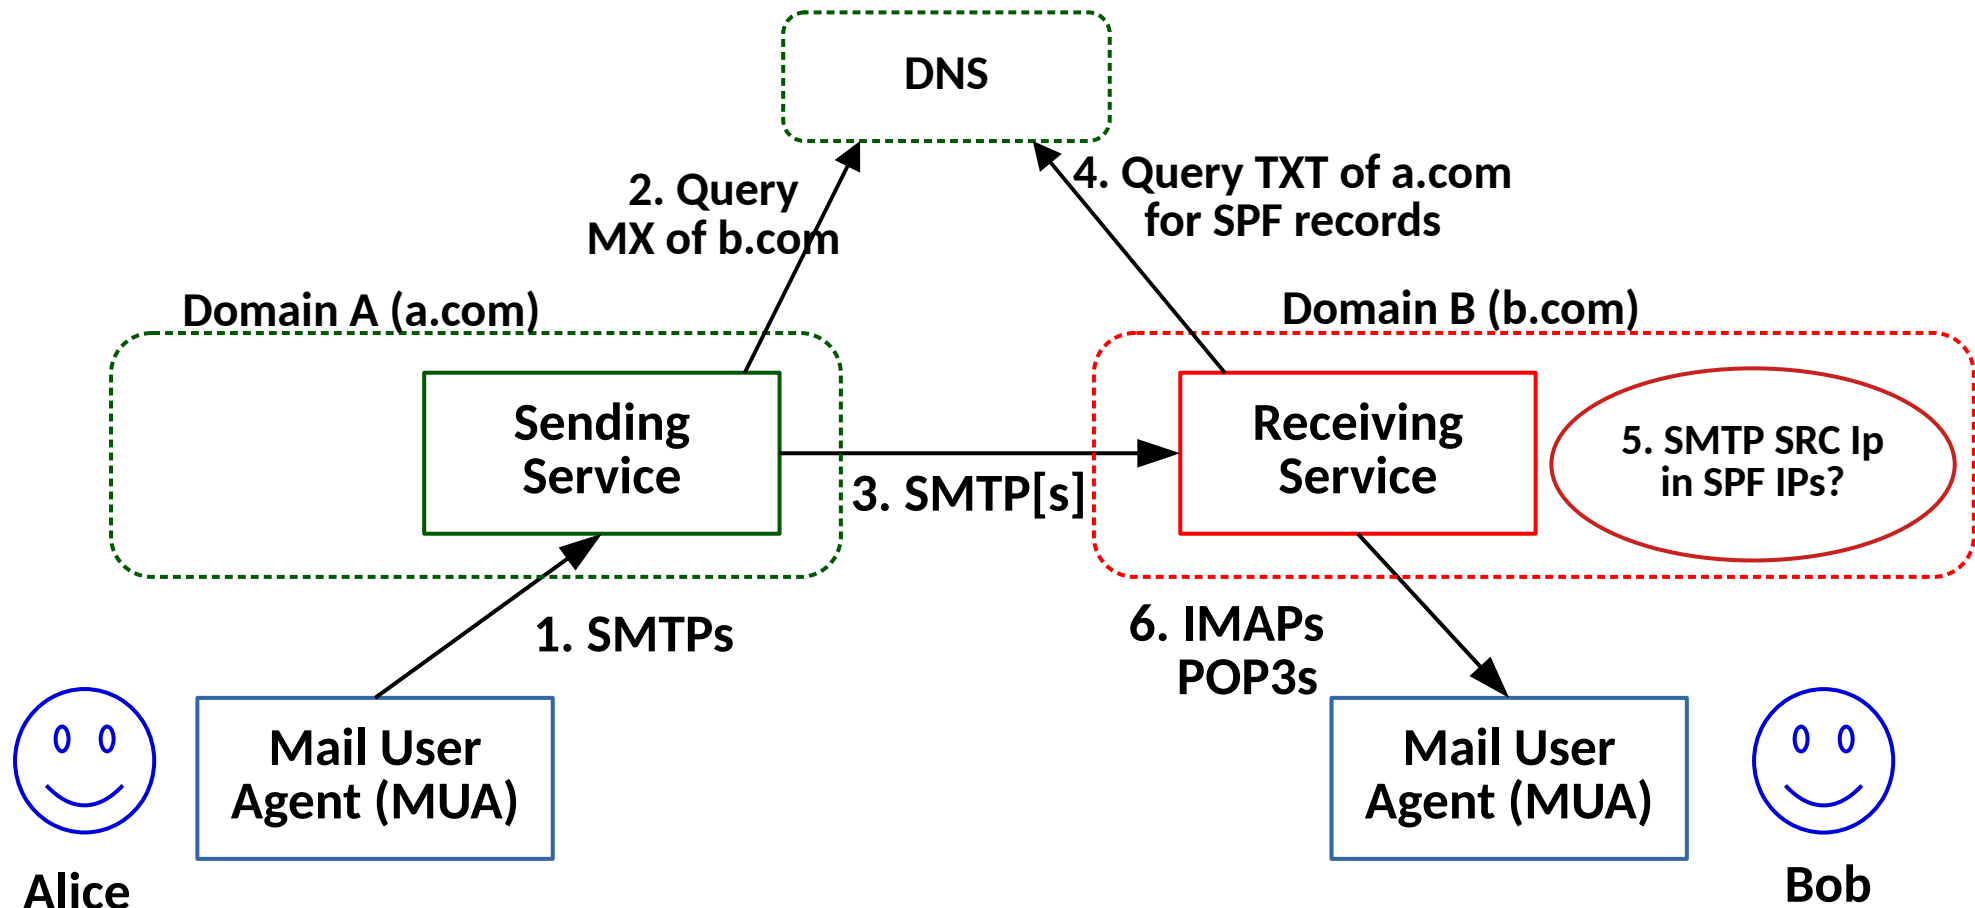 DNS
2. Query
MX of b.com
4. Query TXT of a.com
for SPF records
Domain A (a.com)
Domain B (b.com)
Sending
Service
3. SMTP[s]
Receiving
Service
5. SMTP SRC Ip
in SPF IPs?
1. SMTPs
6. IMAPs
POP3s
Mail User
Agent (MUA)
Mail User
Agent (MUA)
Alice
Bob